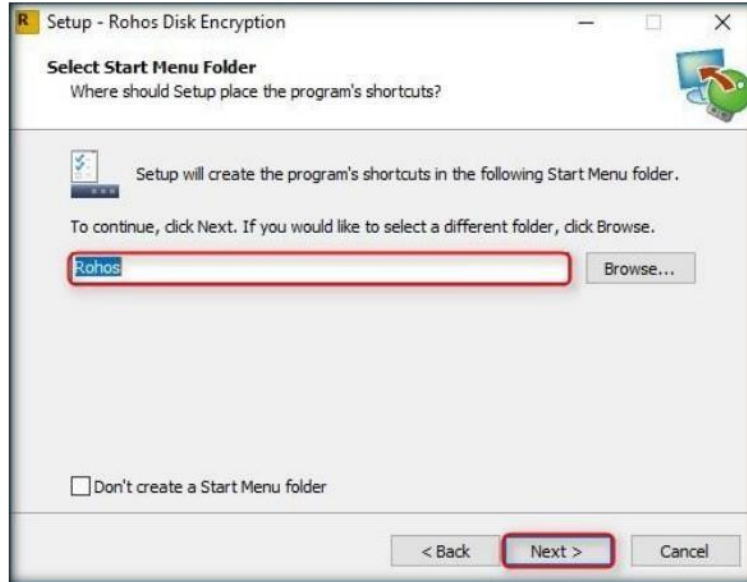 R Setup - Rohos Disk Encryption
Select Start Menu Folder
Where should Setup place the program's shortcuts?
Setup will create the program's shortcuts in the following Start Menu folder.
To continue, click Next. If you would like to select a different folder, click Browse.
Rohos
Browse...
Don't create a Start Menu folder
< Back
Next >
Cancel